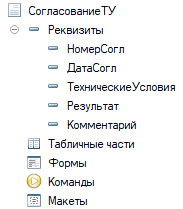 СогласованиеТУ
Реквизиты
НомерСогл
ДатаСогл
ТехническиеУсловия
Результат
Комментарий
Табличные части
Формы
Команды
Макеты